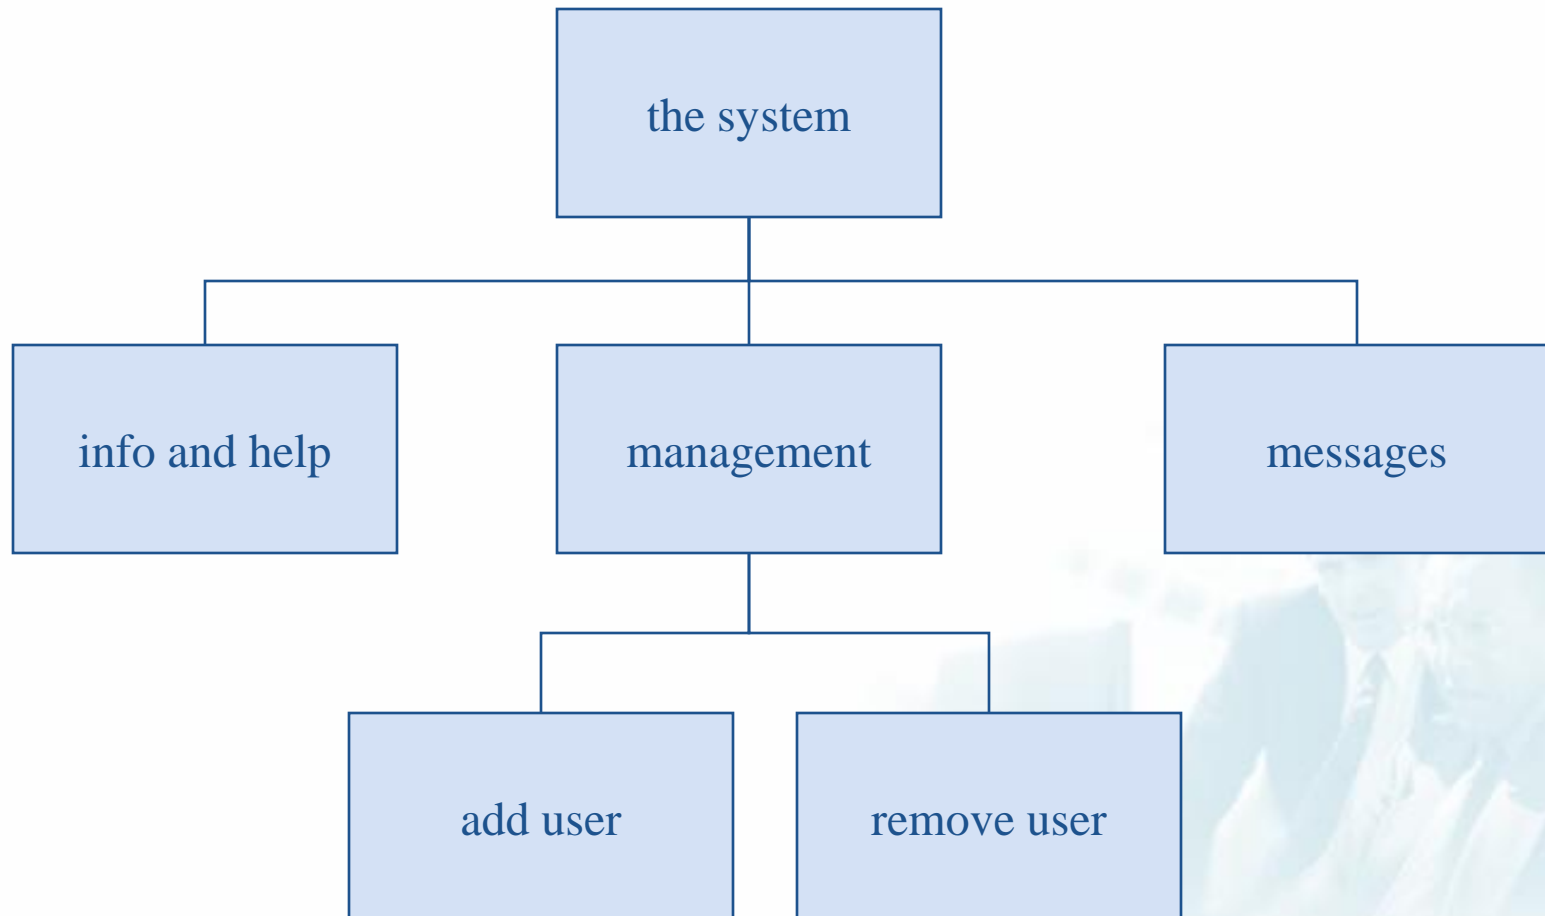 the system
info and help
management
messages
add user
remove user